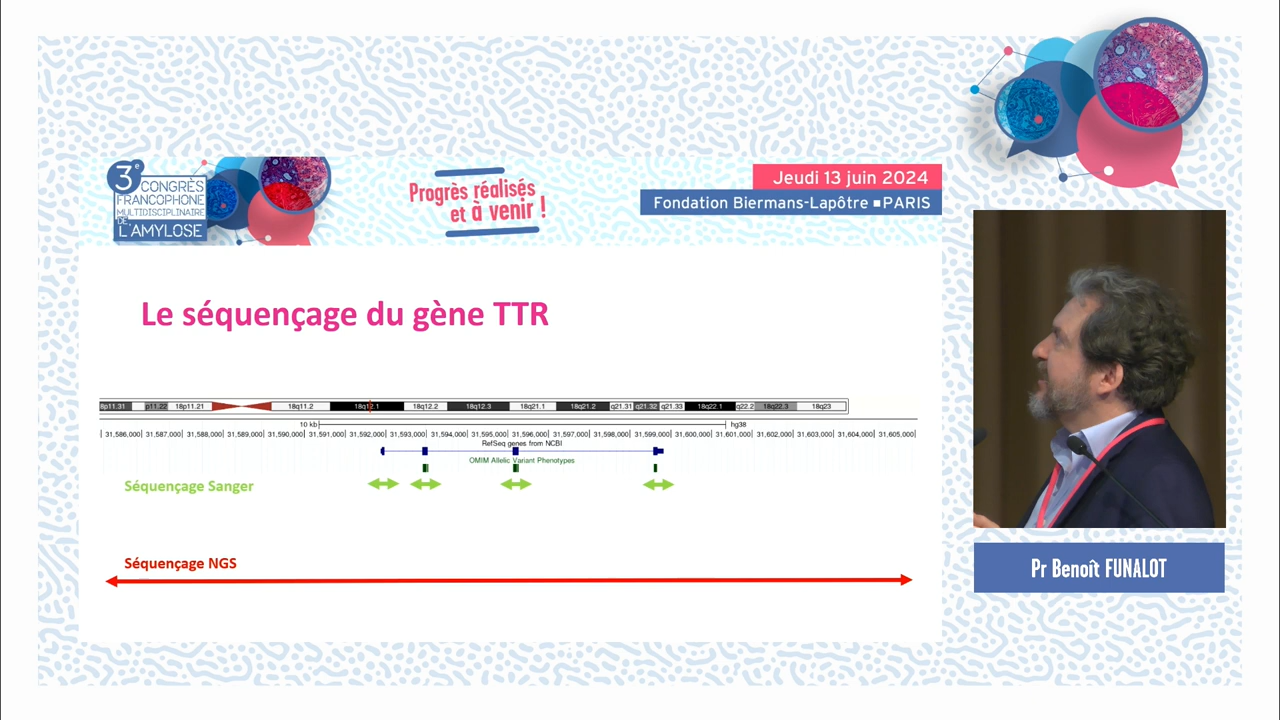 3e
CONGRÈS
FRANCOPHONE
MULTIDISCIPLINAIRE
DE
L'AMYLOSE
Progrès réalisés
et à venir !
Jeudi 13 juin 2024
Fondation Biermans-Lapôtre ■ PARIS
Le séquençage du gène TTR
8p11.31 p11.22 18p11.21 18q11.2 18q12.1 18q12.2 18q12.3 18q21.1 18q21.2 q21.31 q21.32 q21.33 18q22.1 q22.2 18q22.3 18q23
10 kb hg38
31,586,000 31,587,000 31,588,000 31,589,000 31,590,000 31,591,000 31,592,000 31,593,000 31,594,000 31,595,000 31,596,000 31,597,000 31,598,000 31,599,000 31,600,000 31,601,000 31,602,000 31,603,000 31,604,000 31,605,000
RefSeq genes from NCBI
OMIM Allelic Variant Phenotypes
Séquençage Sanger
Séquençage NGS
Pr Benoît FUNALOT